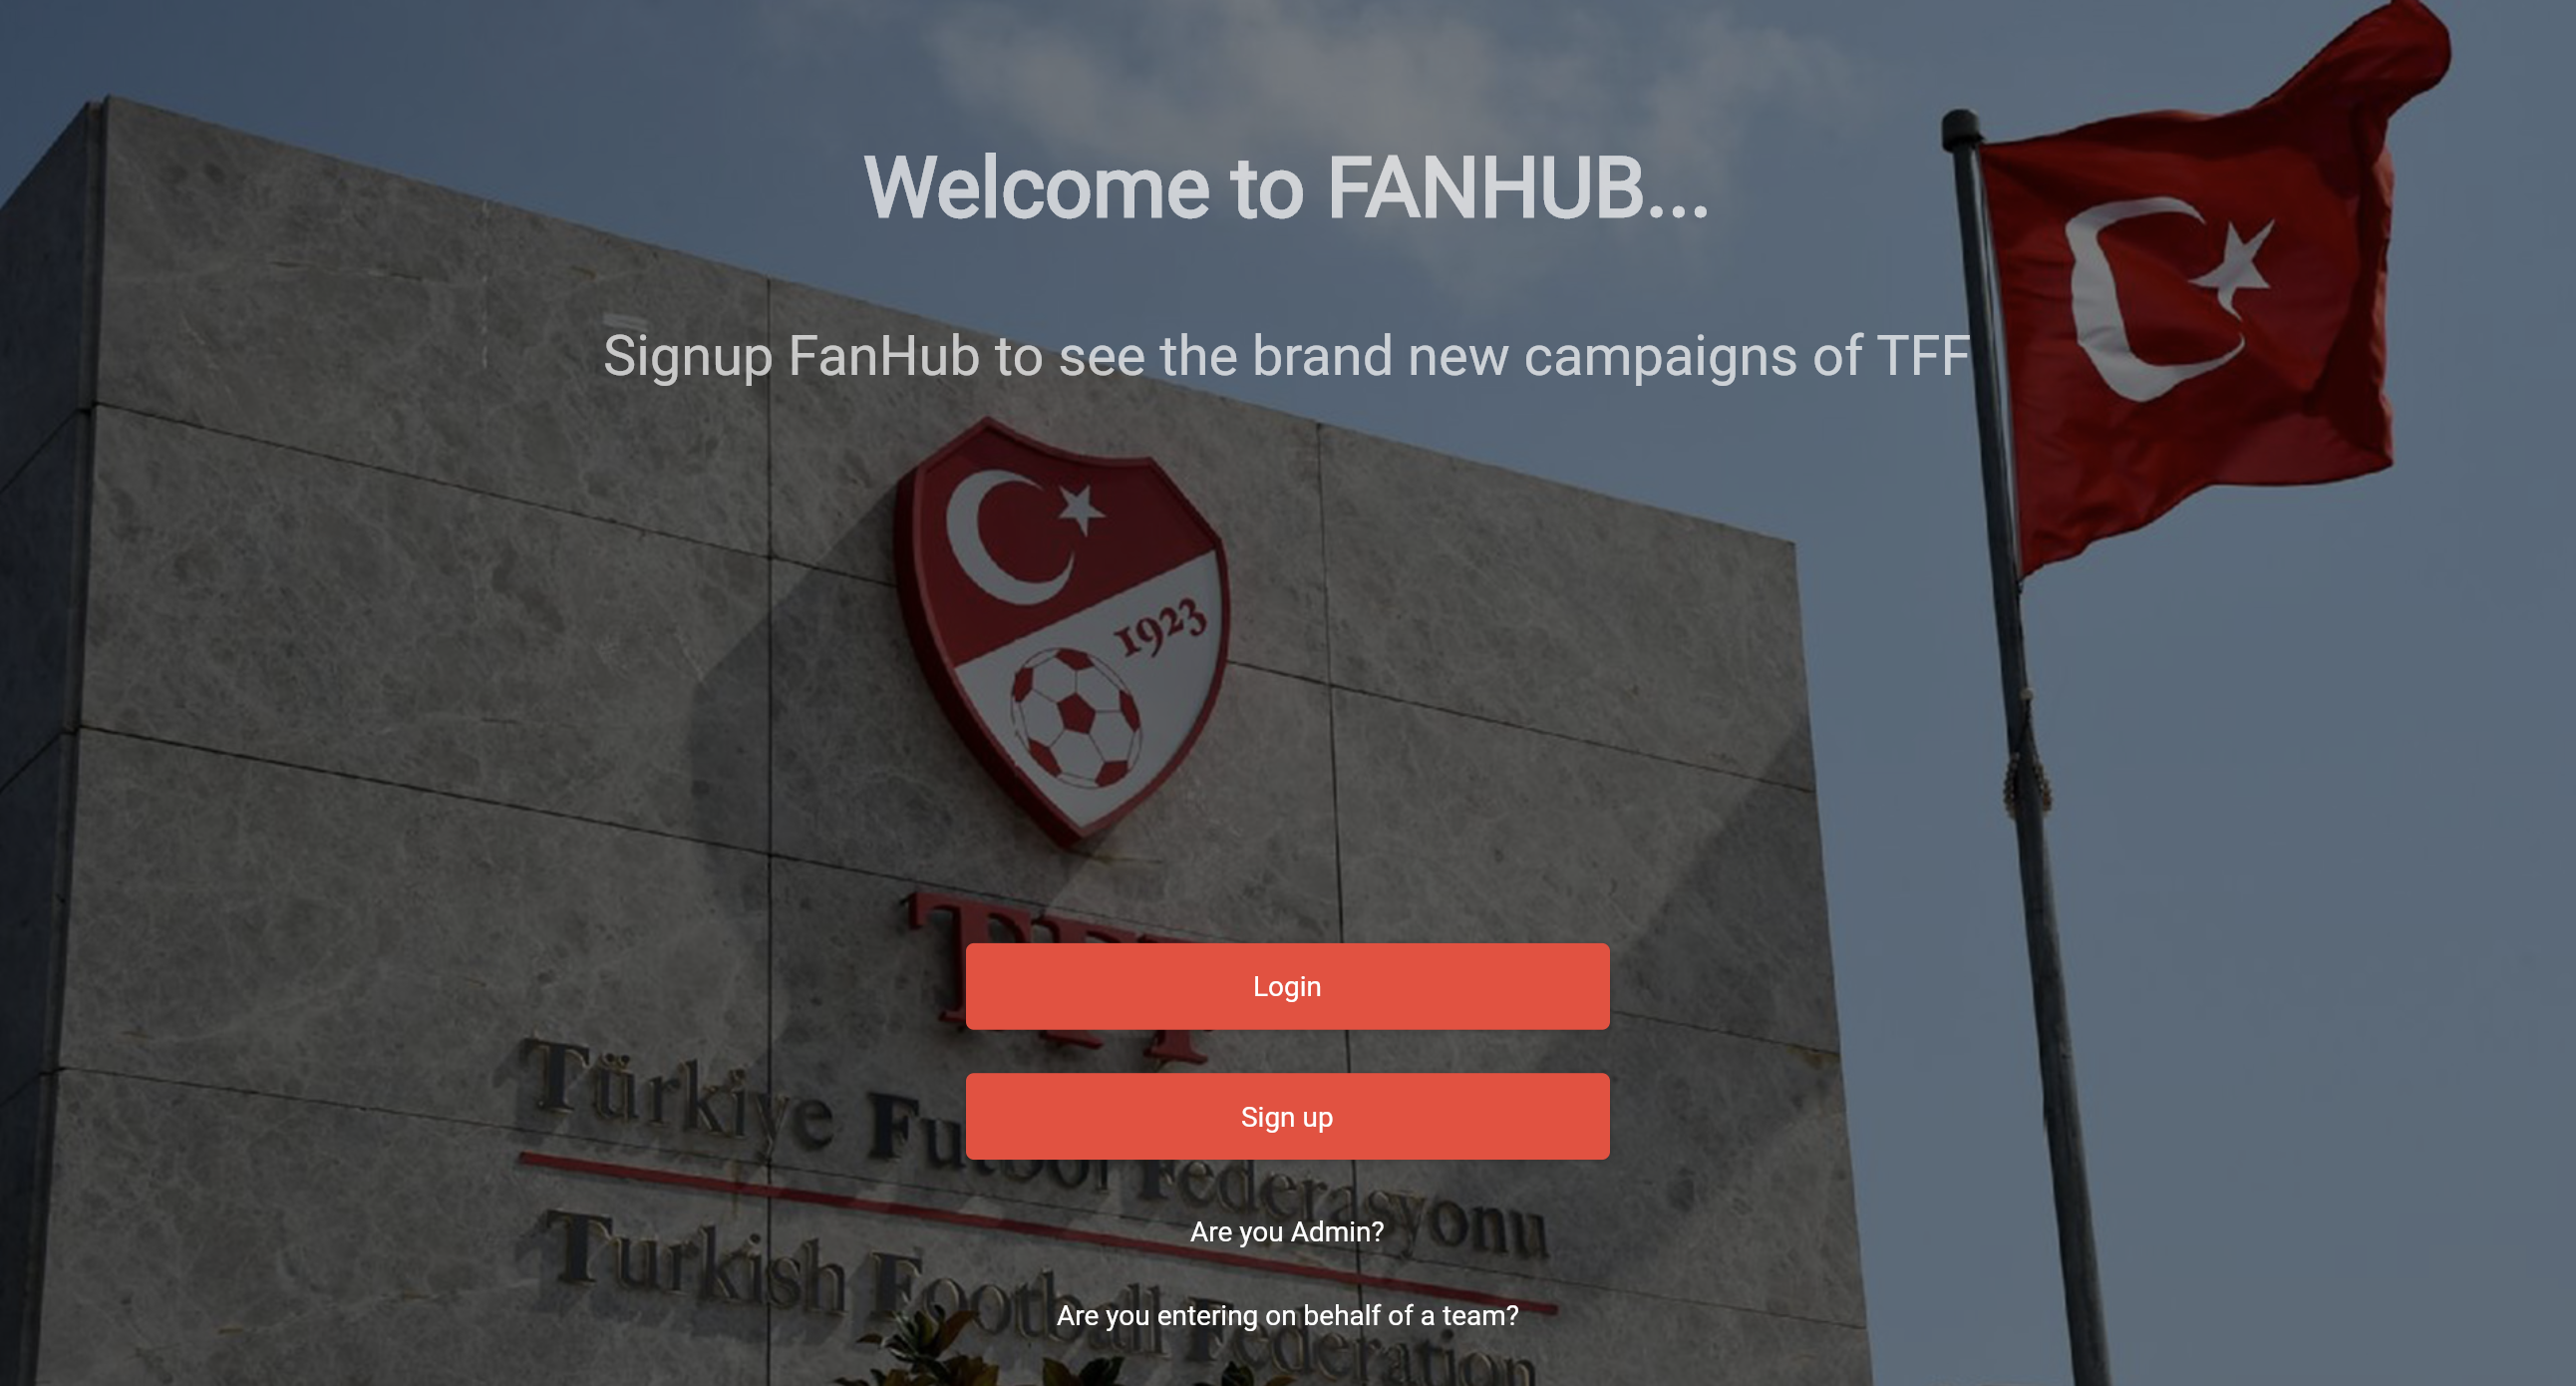 Welcome to FANHUB...
Signup FanHub to see the brand new campaigns of TFF
1923
Login
Türkiye Futbol Federasyonu
Sign up
Turkish Football Federation
Are you Admin?
Are you entering on behalf of a team?